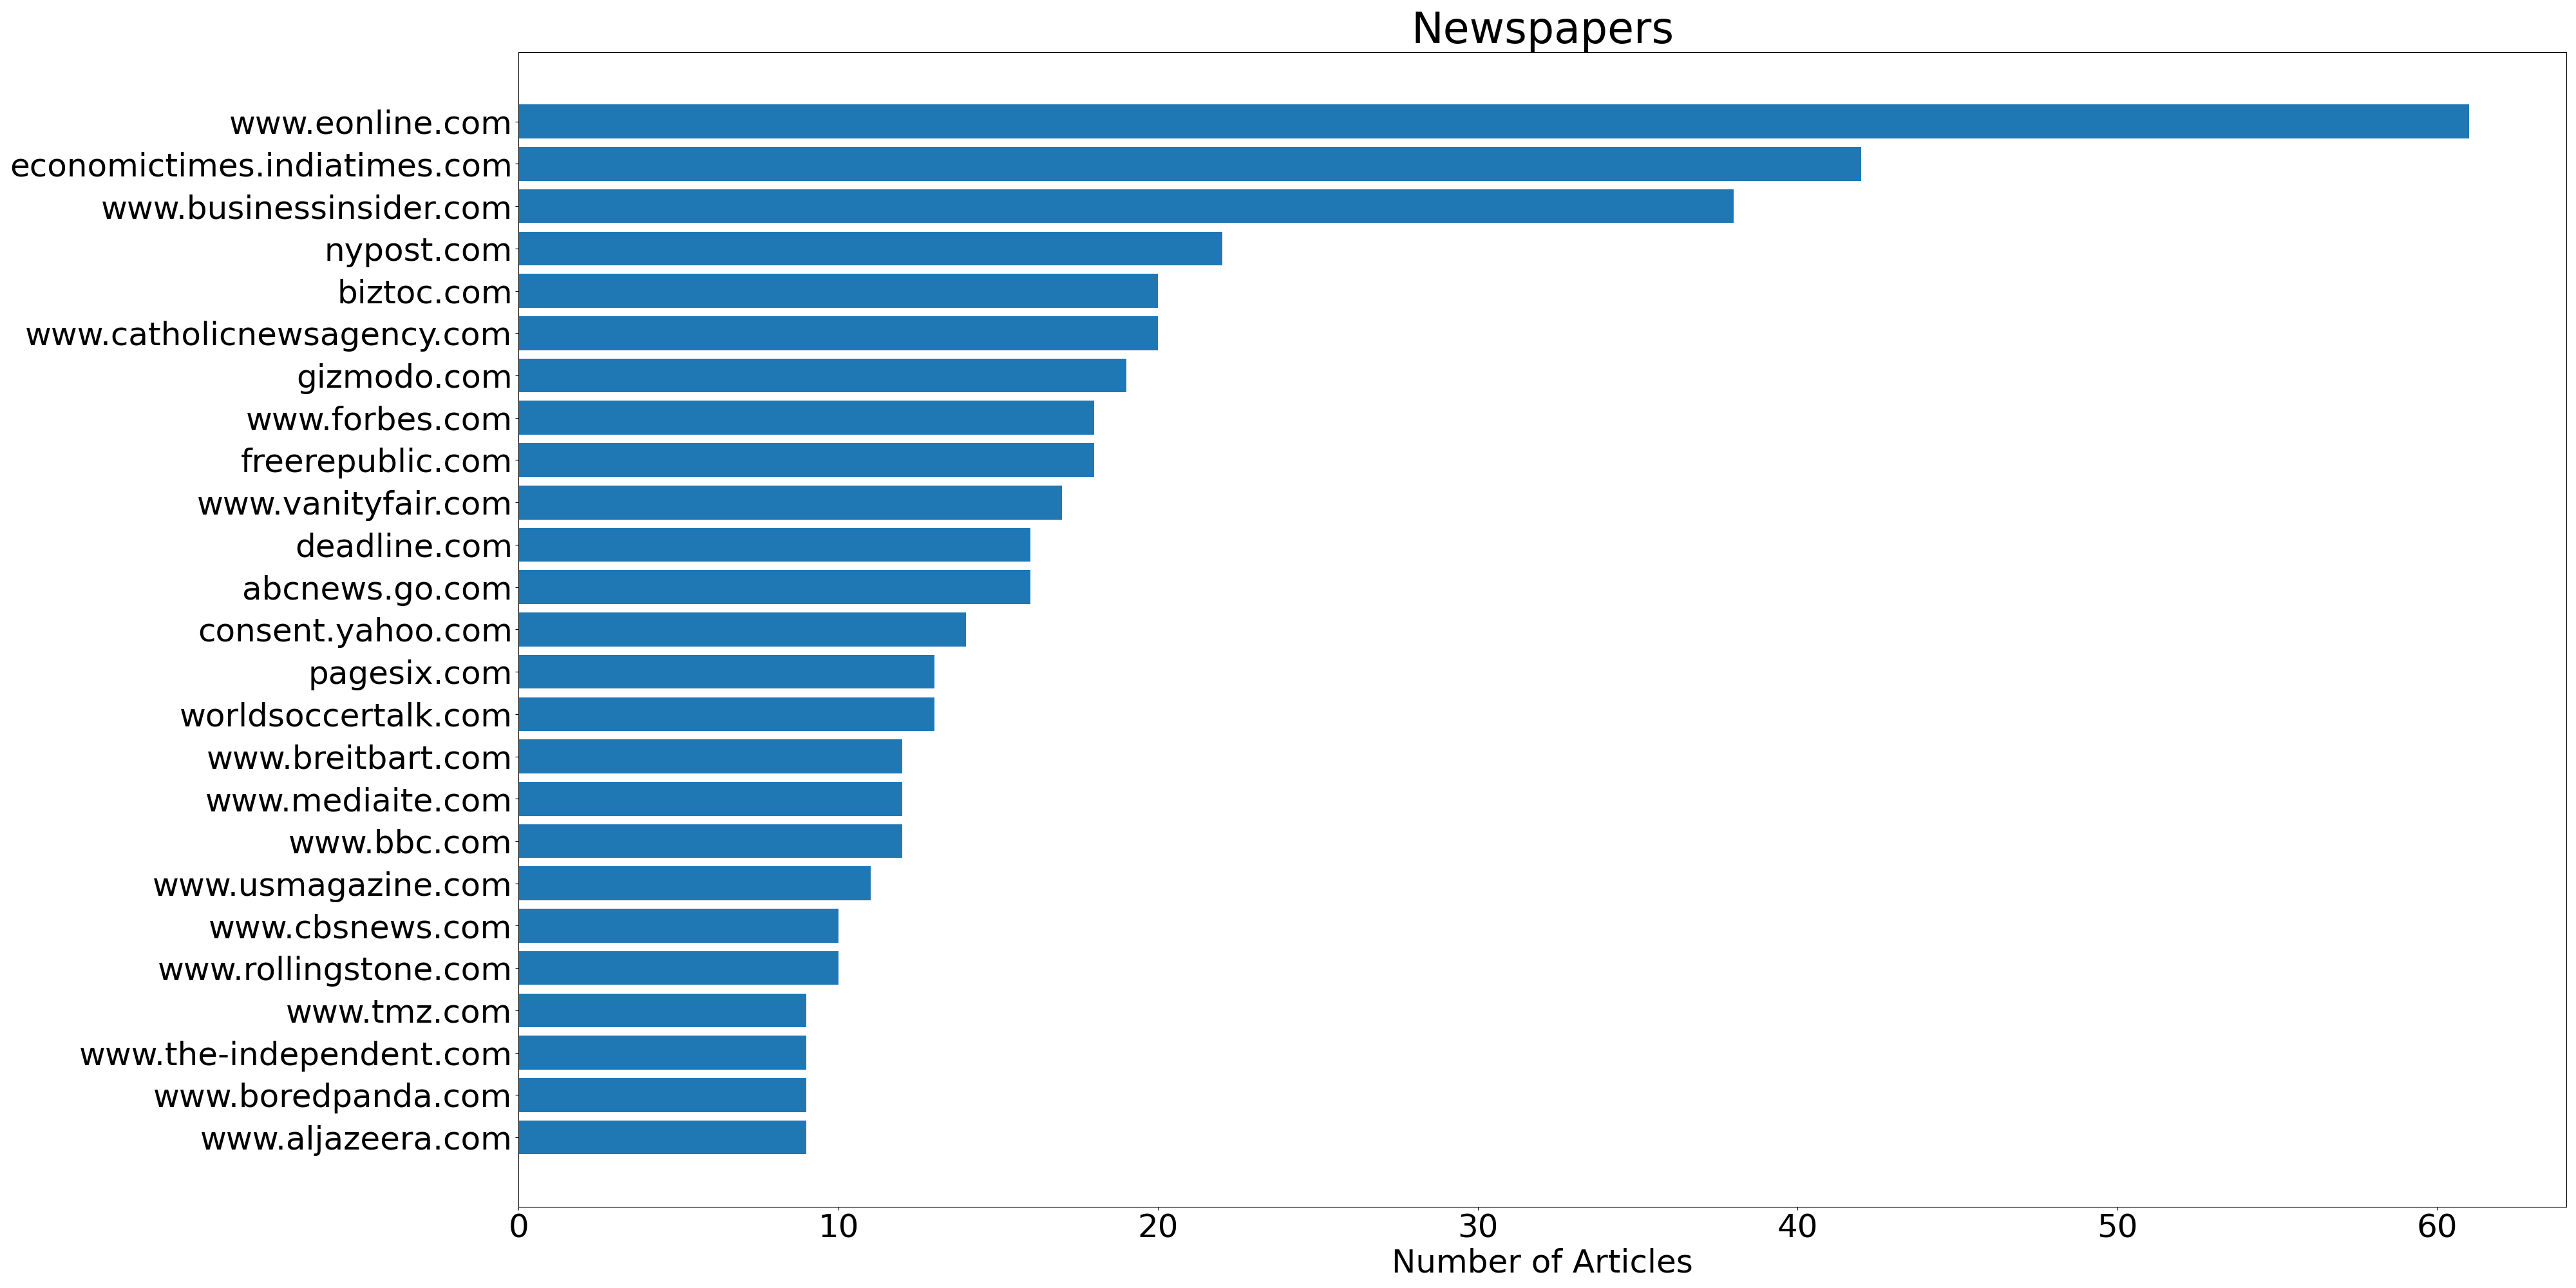 Newspapers
www.eonline.com
economictimes.indiatimes.com
www.businessinsider.com
nypost.com
biztoc.com
www.catholicnewsagency.com
gizmodo.com
www.forbes.com
freerepublic.com
www.vanityfair.com
deadline.com
abcnews.go.com
consent.yahoo.com
pagesix.com
worldsoccertalk.com
www.breitbart.com
www.mediaite.com
www.bbc.com
www.usmagazine.com
www.cbsnews.com
www.rollingstone.com
www.tmz.com
www.the-independent.com
www.boredpanda.com
www.aljazeera.com
0 10 20 30 40 50 60
Number of Articles